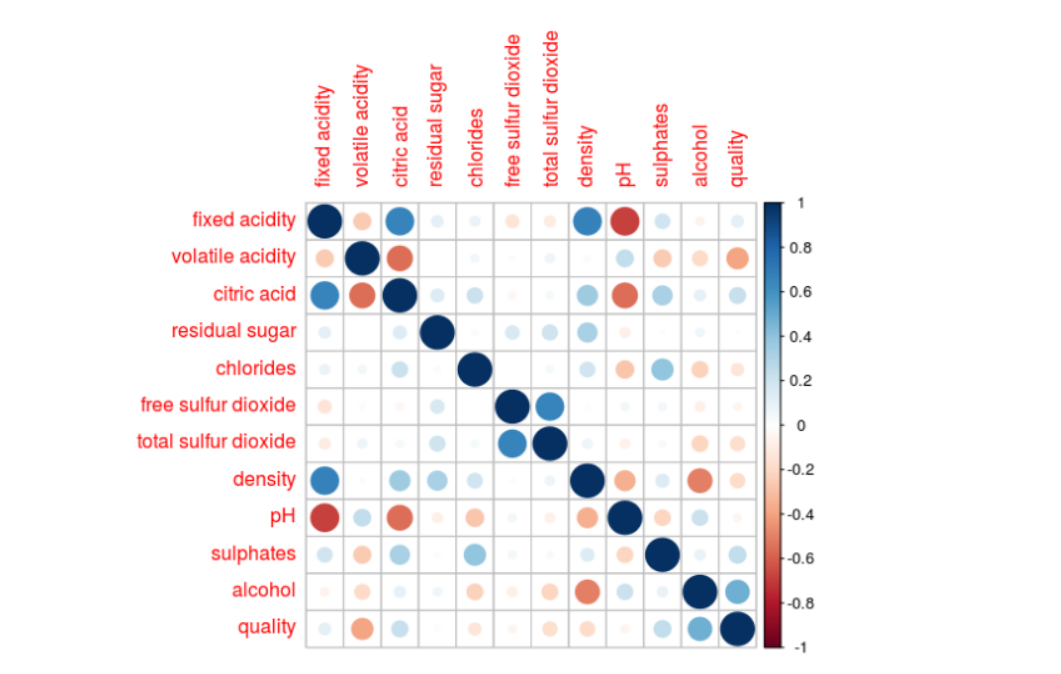 fixed acidity
volatile acidity
citric acid
residual sugar
chlorides
free sulfur dioxide
total sulfur dioxide
density
pH
sulphates
alcohol
quality
fixed acidity
volatile acidity
citric acid
residual sugar
chlorides
free sulfur dioxide
total sulfur dioxide
density
pH
sulphates
alcohol
quality
1
0.8
0.6
0.4
0.2
0
-0.2
-0.4
-0.6
-0.8
-1